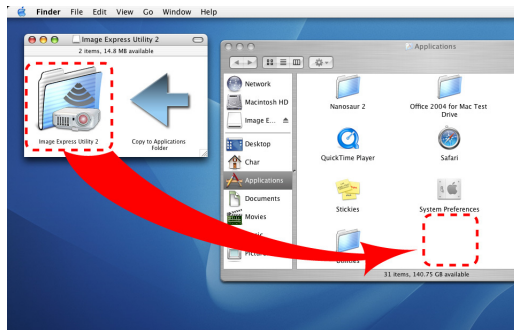 Finder File Edit View Go Window Help
Image Express Utility 2
2 items, 14.8 MB available
Image Express Utility 2
Copy to Applications
Folder
Applications
Network
Macintosh HD
Image E...
Desktop
Char
Applications
Documents
Movies
Nanosaur 2
Office 2004 for Mac Test
Drive
QuickTime Player
Safari
Stickies
System Preferences
31 items, 140.75 GB available